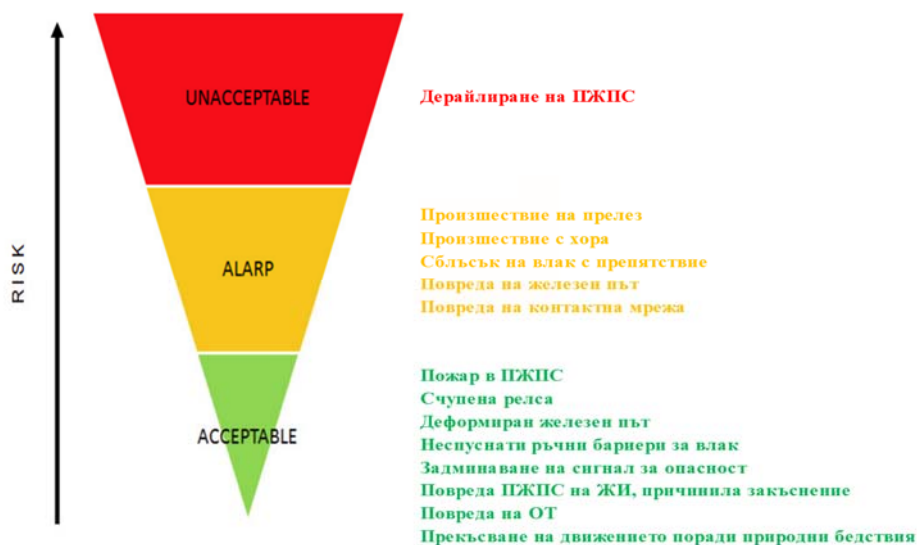 RISK
UNACCEPTABLE
Дерайлиране на ПЖПС
ALARP
Произшествие на прелез
Произшествие с хора
Сблъсък на влак с препятствие
Повреда на железен път
Повреда на контактна мрежа
ACCEPTABLE
Пожар в ПЖПС
Счупена релса
Деформиран железен път
Неспуснати ръчни бариери за влак
Задминаване на сигнал за опасност
Повреда ПЖПС на ЖИ, причинила закъснение
Повреда на ОТ
Прекъсване на движението поради природни бедствия